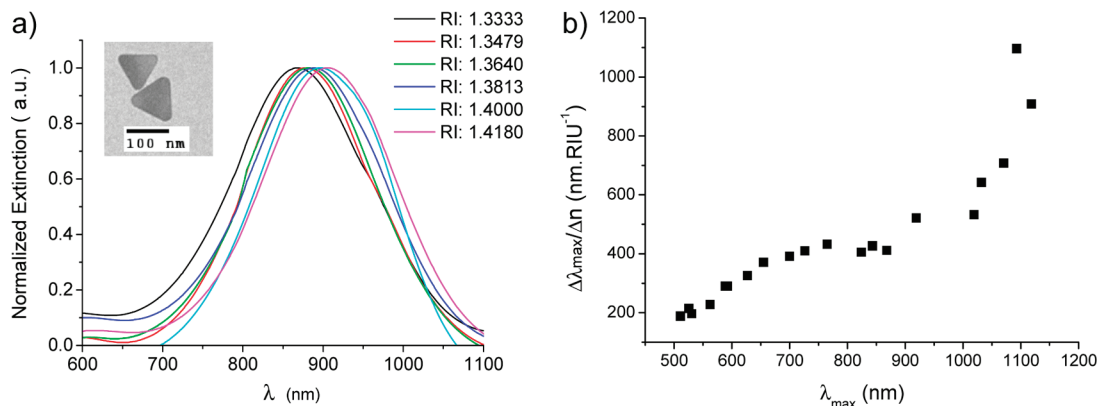 a)
RI: 1.3333
RI: 1.3479
RI: 1.3640
RI: 1.3813
RI: 1.4000
RI: 1.4180
100 nm
Normalized Extinction ( a.u.)
1.0
0.8
0.6
0.4
0.2
0.0
600 700 800 900 1000 1100
λ (nm)
b)
Δλmax/Δn (nm.RIU⁻¹)
1200
1000
800
600
400
200
500 600 700 800 900 1000 1100 1200
λmax (nm)